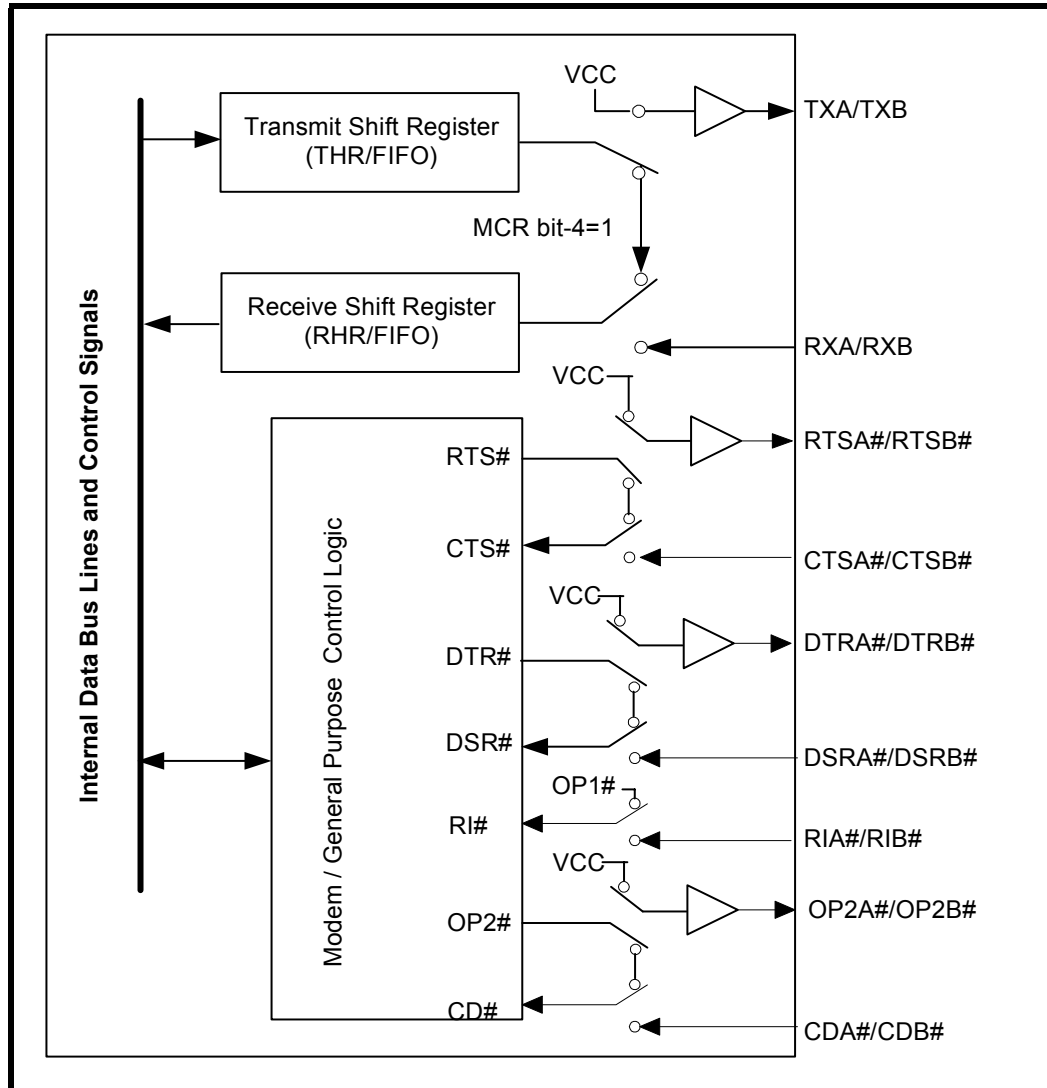 VCC
TXA/TXB
Transmit Shift Register
(THR/FIFO)
MCR bit-4=1
Receive Shift Register
(RHR/FIFO)
RXA/RXB
VCC
RTSA#/RTSB#
RTS#
CTS#
CTSA#/CTSB#
VCC
DTRA#/DTRB#
DTR#
DSR#
DSRA#/DSRB#
OP1#
RI#
RIA#/RIB#
VCC
OP2A#/OP2B#
OP2#
CD#
CDA#/CDB#
Internal Data Bus Lines and Control Signals
Modem / General Purpose Control Logic